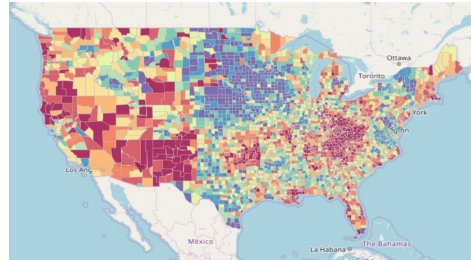 Ottawa
Toronto
York
Los Ang
México
La Habana
The Bahamas